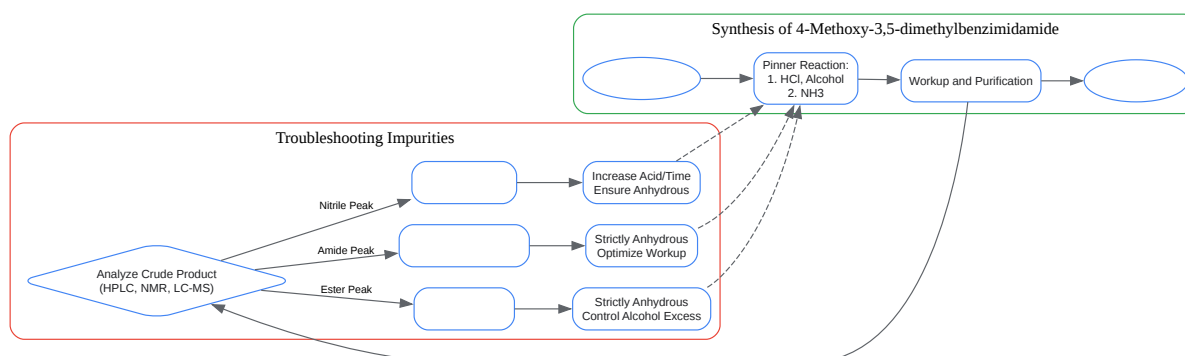 Synthesis of 4-Methoxy-3,5-dimethylbenzimidamide
Pinner Reaction:
1. HCl, Alcohol
2. NH3
Workup and Purification
Troubleshooting Impurities
Nitrile Peak
Increase Acid/Time
Ensure Anhydrous
Amide Peak
Strictly Anhydrous
Optimize Workup
Analyze Crude Product
(HPLC, NMR, LC-MS)
Ester Peak
Strictly Anhydrous
Control Alcohol Excess